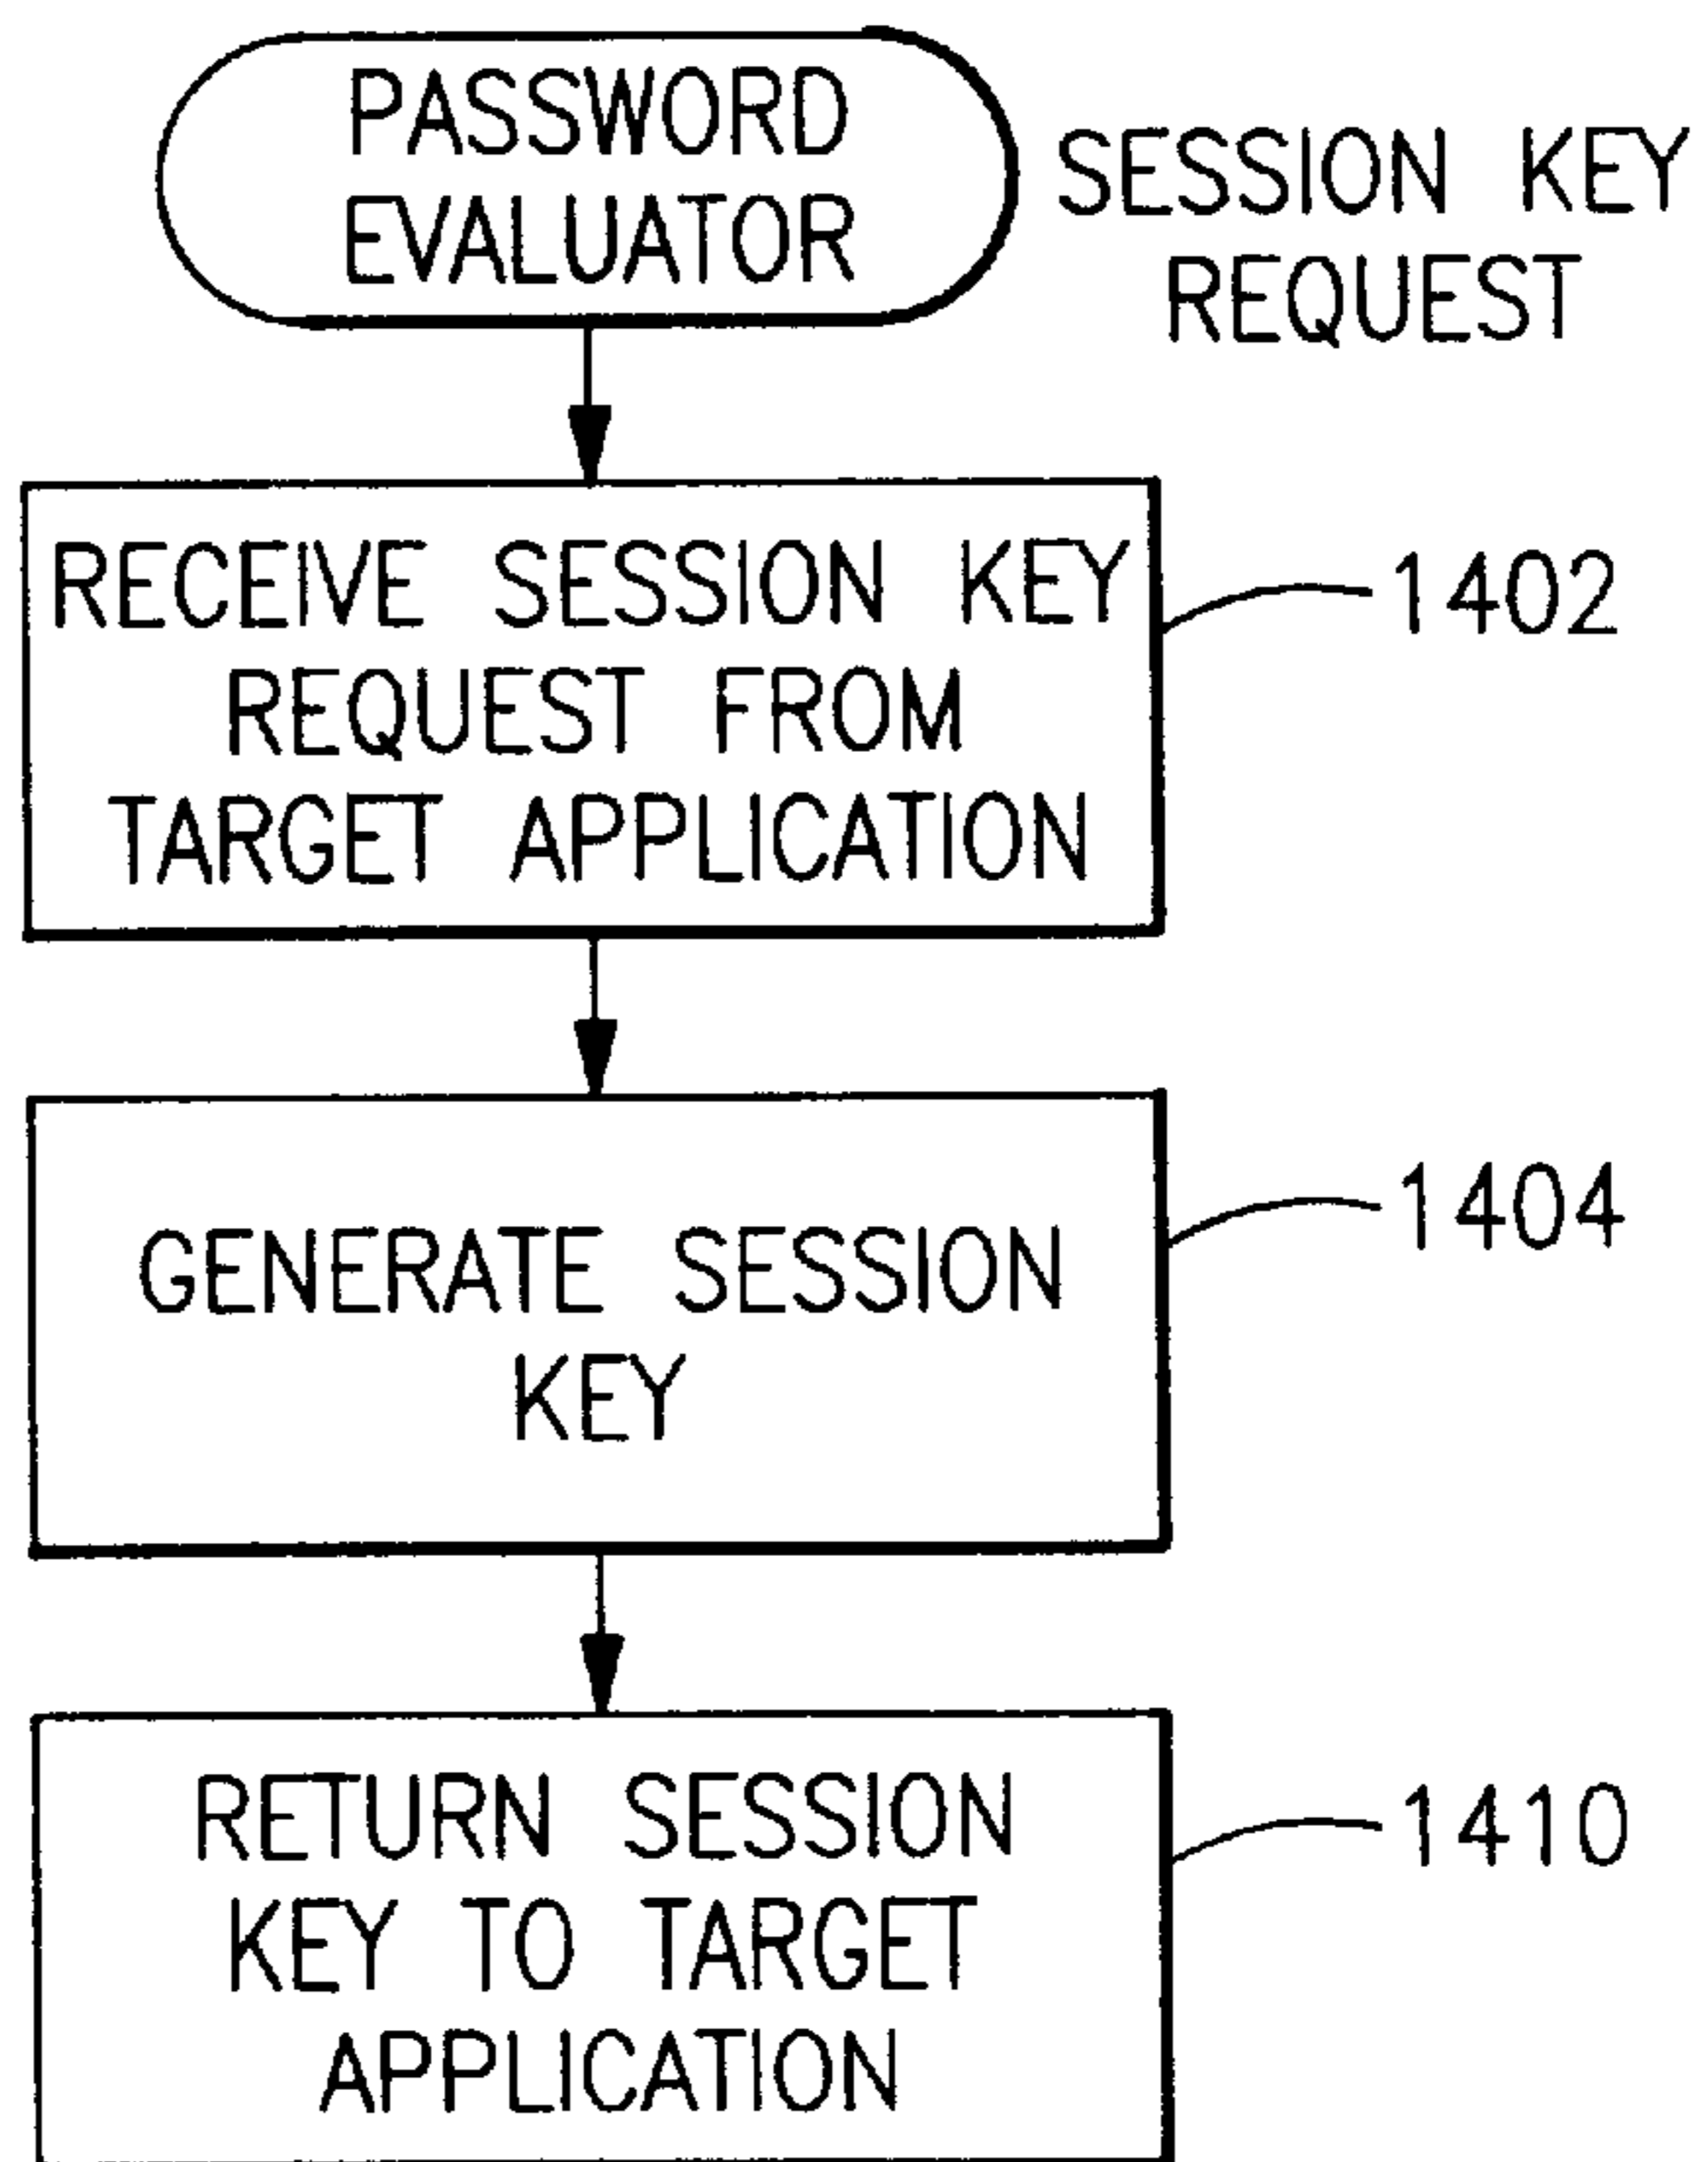 PASSWORD
EVALUATOR
SESSION KEY
REQUEST
RECEIVE SESSION KEY
REQUEST FROM
TARGET APPLICATION
1402
GENERATE SESSION
KEY
1404
RETURN SESSION
KEY TO TARGET
APPLICATION
1410